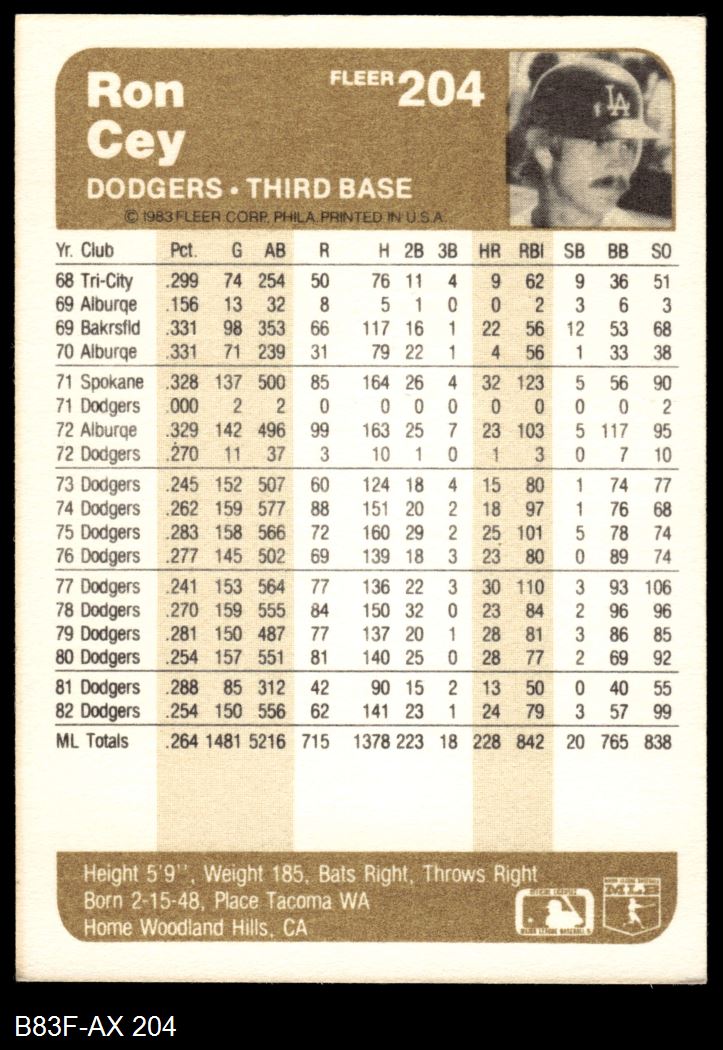 Ron
Cey
FLEER 204
DODGERS • THIRD BASE
© 1983 FLEER CORP. PHILA. PRINTED IN U.S.A.
LA
Yr. Club Pct. G AB R H 2B 3B HR RBI SB BB SO
68 Tri-City .299 74 254 50 76 11 4 9 62 9 36 51
69 Alburqe .156 13 32 8 5 1 0 0 2 3 6 3
69 Bakrsfld .331 98 353 66 117 16 1 22 56 12 53 68
70 Alburqe .331 71 239 31 79 22 1 4 56 1 33 38
71 Spokane .328 137 500 85 164 26 4 32 123 5 56 90
71 Dodgers .000 2 2 0 0 0 0 0 0 0 0 2
72 Alburqe .329 142 496 99 163 25 7 23 103 5 117 95
72 Dodgers .270 11 37 3 10 1 0 1 3 0 7 10
73 Dodgers .245 152 507 60 124 18 4 15 80 1 74 77
74 Dodgers .262 159 577 88 151 20 2 18 97 1 76 68
75 Dodgers .283 158 566 72 160 29 2 25 101 5 78 74
76 Dodgers .277 145 502 69 139 18 3 23 80 0 89 74
77 Dodgers .241 153 564 77 136 22 3 30 110 3 93 106
78 Dodgers .270 159 555 84 150 32 0 23 84 2 96 96
79 Dodgers .281 150 487 77 137 20 1 28 81 3 86 85
80 Dodgers .254 157 551 81 140 25 0 28 77 2 69 92
81 Dodgers .288 85 312 42 90 15 2 13 50 0 40 55
82 Dodgers .254 150 556 62 141 23 1 24 79 3 57 99
ML Totals .264 1481 5216 715 1378 223 18 228 842 20 765 838
Height 5'9'', Weight 185, Bats Right, Throws Right
Born 2-15-48, Place Tacoma WA
Home Woodland Hills, CA
MAJOR LEAGUE BASEBALL
MLB
B83F-AX 204